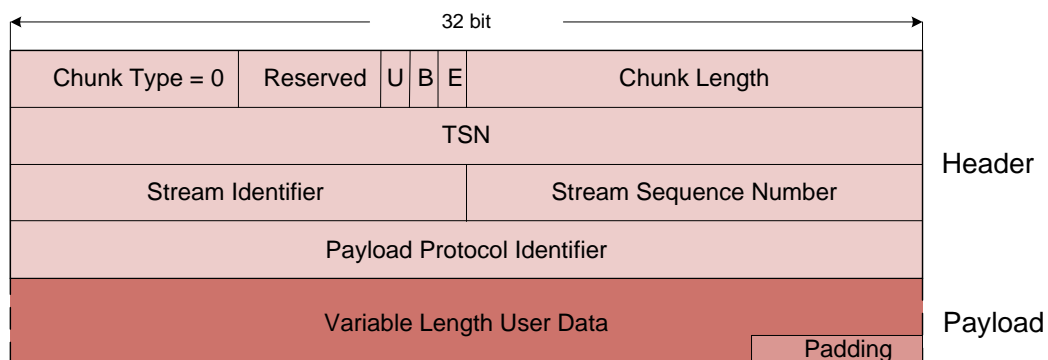 32 bit
Chunk Type = 0 Reserved U B E Chunk Length
TSN
Header
Stream Identifier Stream Sequence Number
Payload Protocol Identifier
Variable Length User Data Payload
Padding